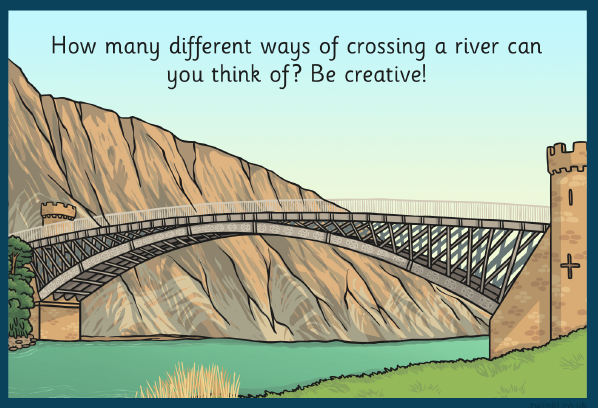 How many different ways of crossing a river can
you think of? Be creative!